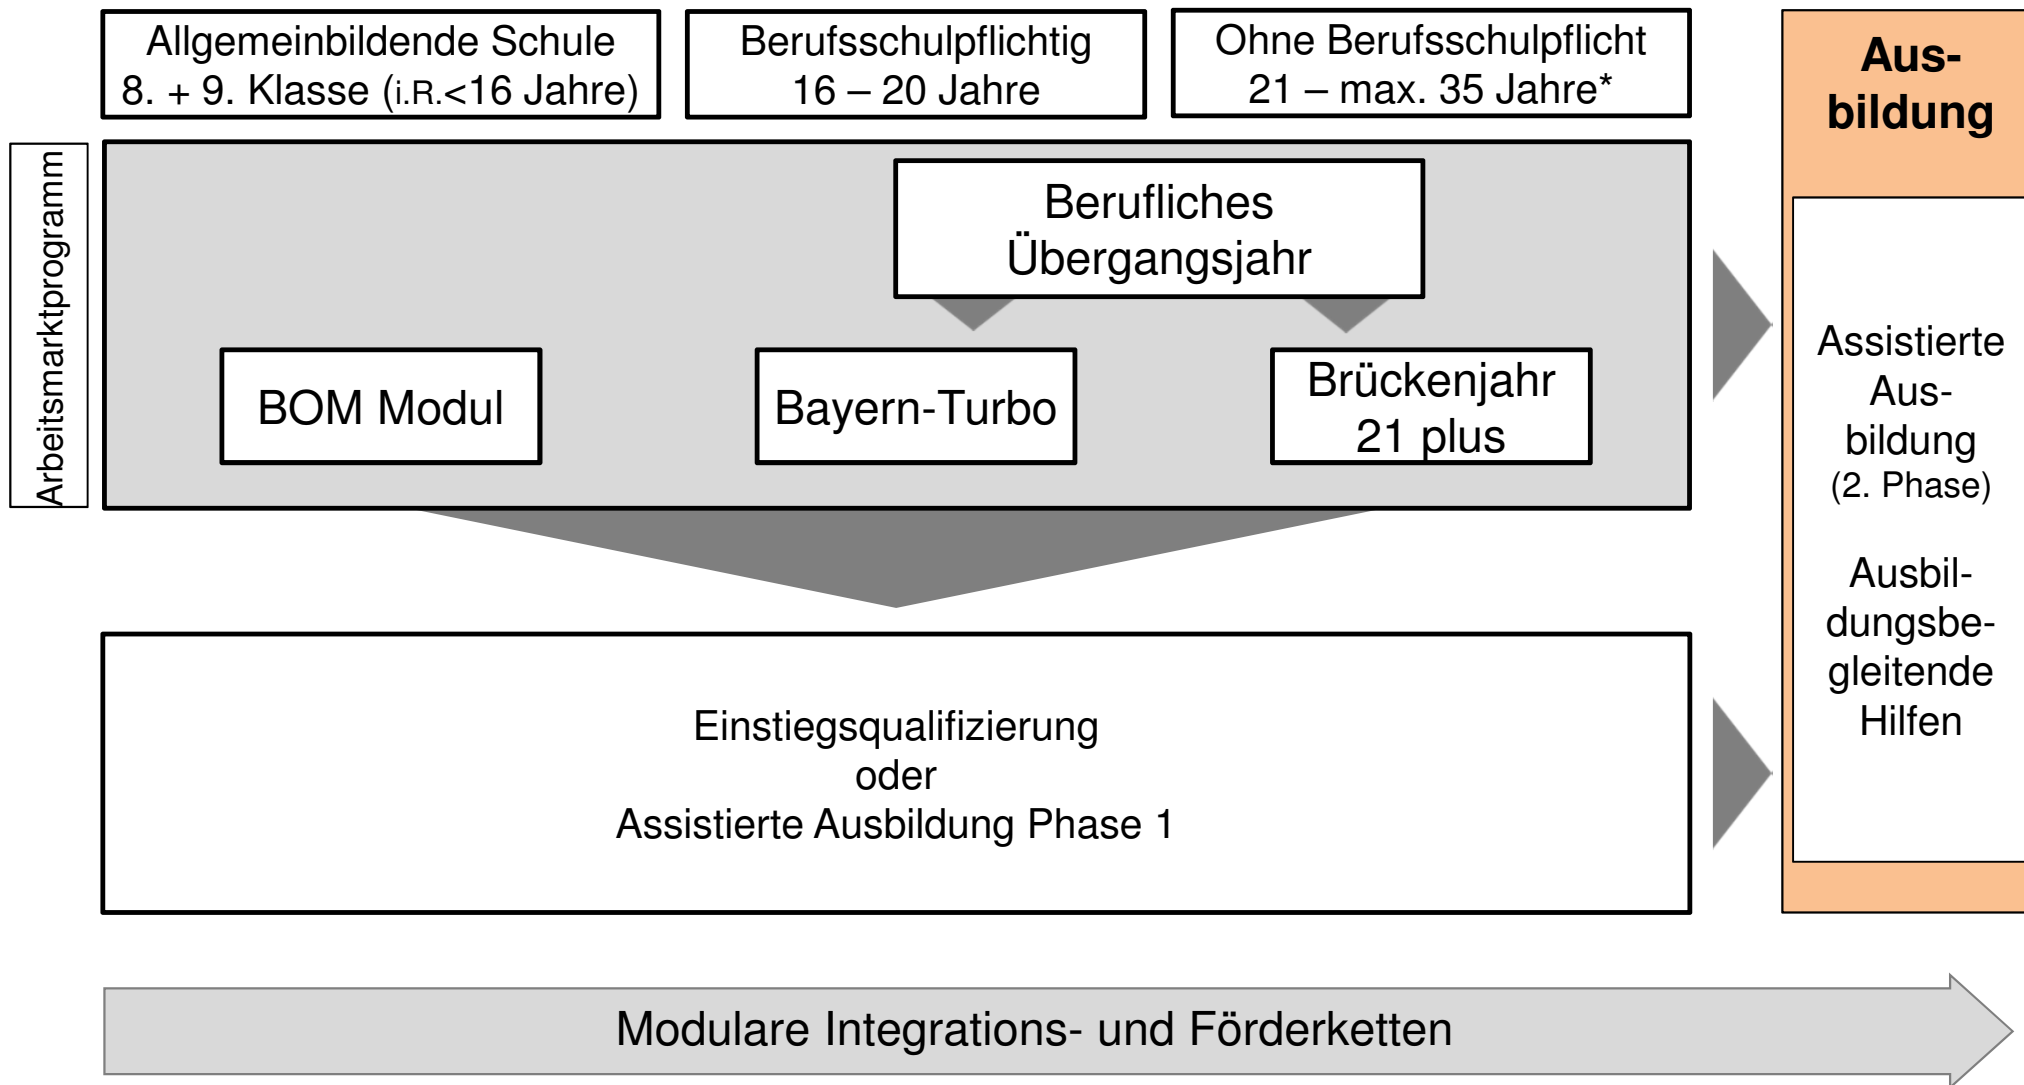 Allgemeinbildende Schule
8. + 9. Klasse (i.R.<16 Jahre)
Berufsschulpflichtig
16 – 20 Jahre
Ohne Berufsschulpflicht
21 – max. 35 Jahre*
Aus-
bildung
Arbeitsmarktprogramm
Berufliches
Übergangsjahr
BOM Modul
Bayern-Turbo
Brückenjahr
21 plus
Assistierte
Aus-
bildung
(2. Phase)
Ausbil-
dungsbe-
gleitende
Hilfen
Einstiegsqualifizierung
oder
Assistierte Ausbildung Phase 1
Modulare Integrations- und Förderketten